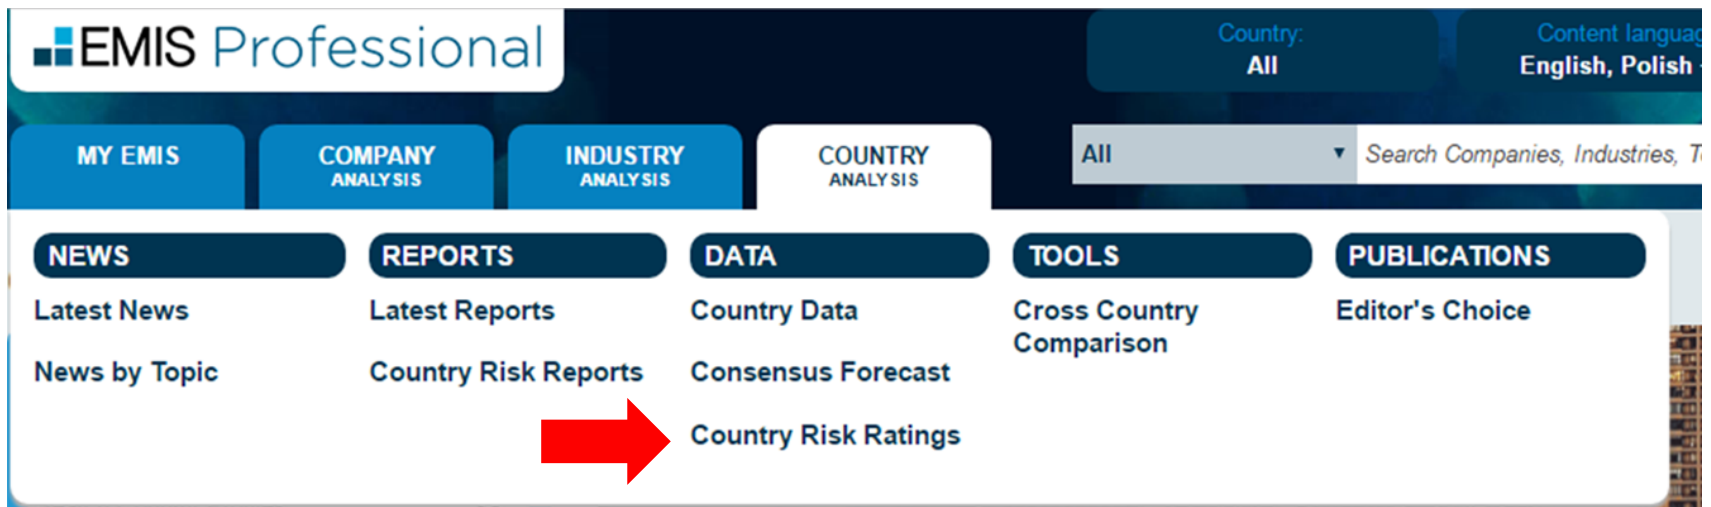 EMIS Professional
Country:
All
Content
English, Polish
MY EMIS
COMPANY
ANALYSIS
INDUSTRY
ANALYSIS
COUNTRY
ANALYSIS
All
Search Companies, Industries,
NEWS
Latest News
News by Topic
REPORTS
Latest Reports
Country Risk Reports
DATA
Country Data
Consensus Forecast
Country Risk Ratings
TOOLS
Cross Country
Comparison
PUBLICATIONS
Editor's Choice